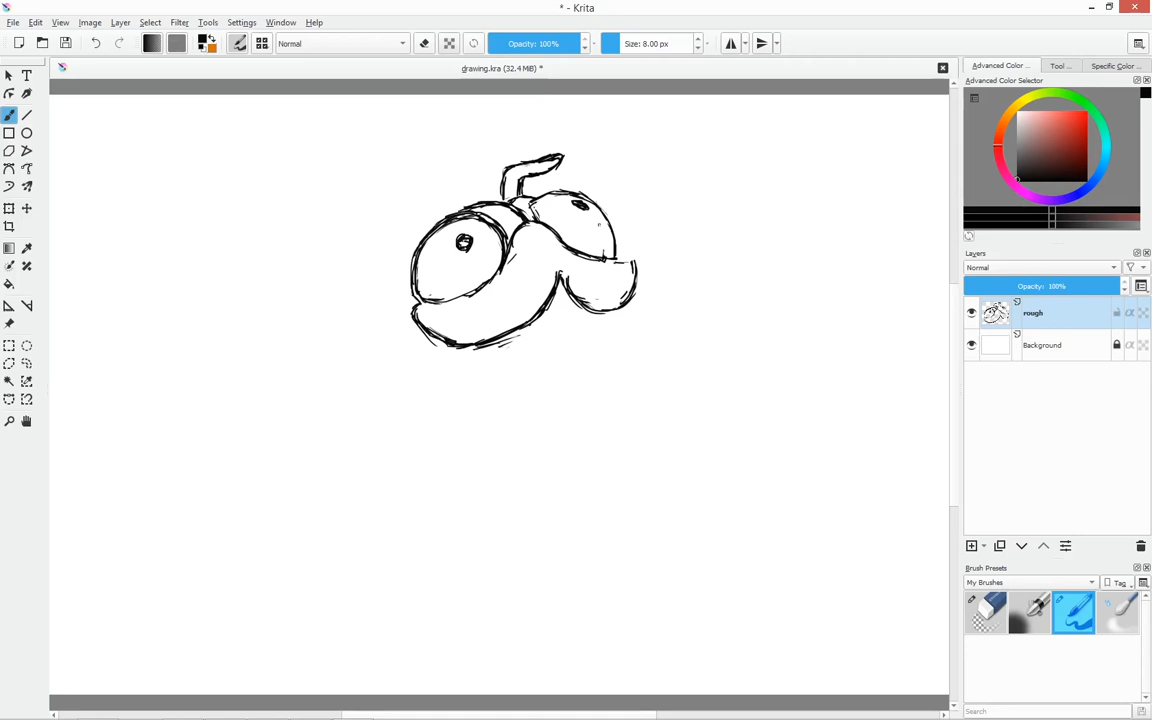 * - Krita
File Edit View Image Layer Select Filter Tools Settings Window Help
Normal
Opacity: 100%
Size: 8.00 px
drawing.kra (32.4 MiB) *
Advanced Color ...
Tool ...
Specific Color ...
Advanced Color Selector
Layers
Normal
Opacity: 100%
rough
Background
Brush Presets
My Brushes
Tag
Search